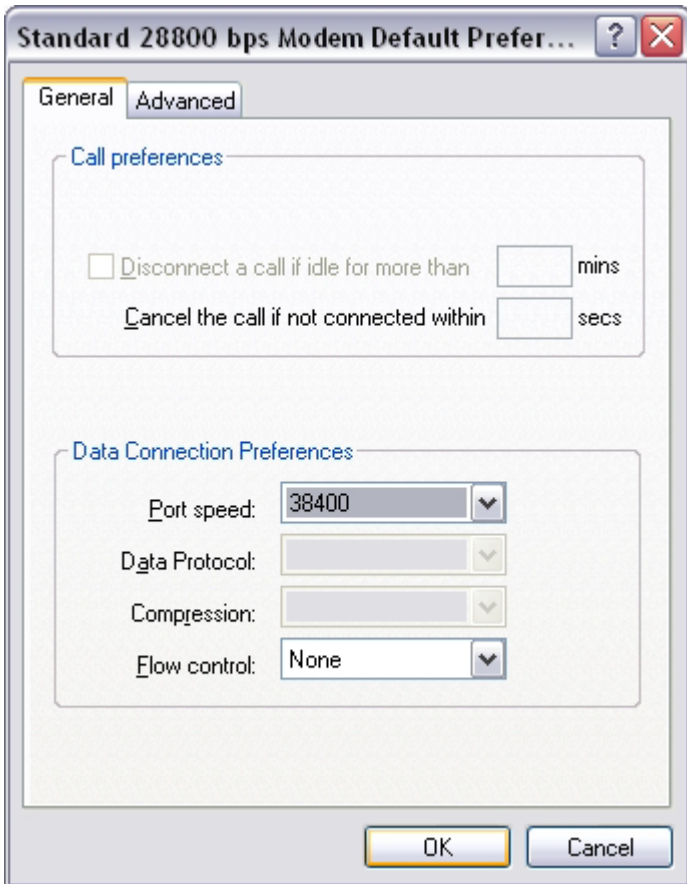 Standard 28800 bps Modem Default Prefer...
General
Advanced
Call preferences
Disconnect a call if idle for more than mins
Cancel the call if not connected within secs
Data Connection Preferences
Port speed: 38400
Data Protocol:
Compression:
Flow control: None
OK
Cancel